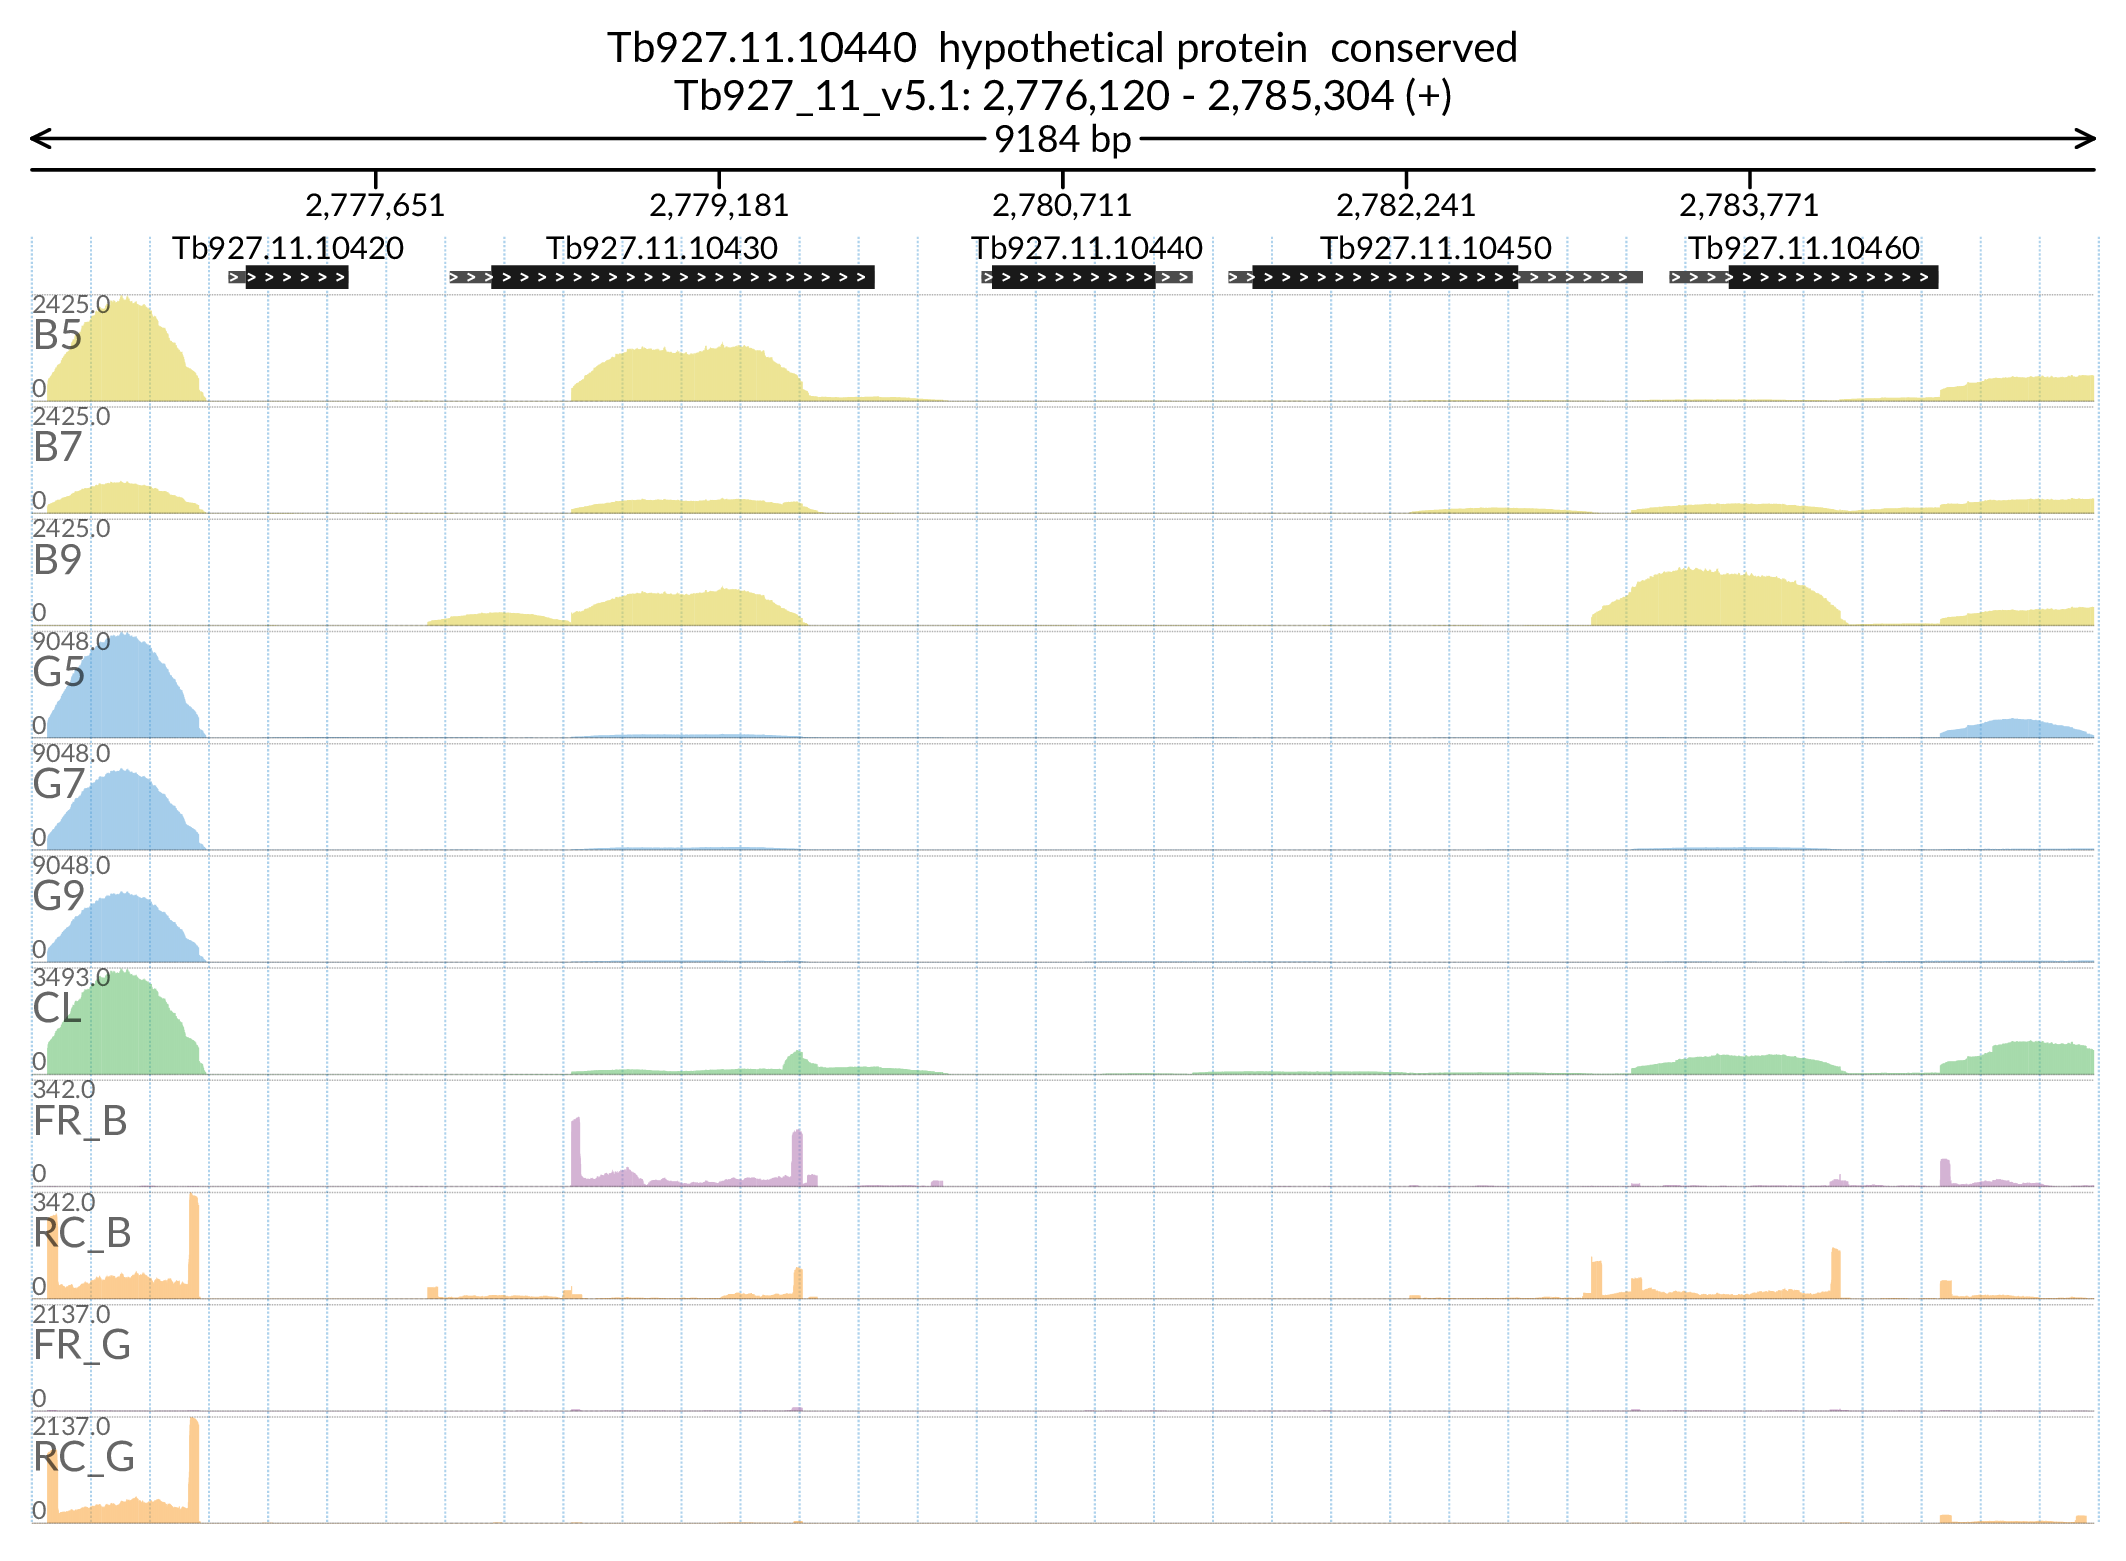 Tb927.11.10440  hypothetical protein  conserved
Tb927_11_v5.1: 2,776,120 - 2,785,304 (+)
9184 bp
2,777,651 2,779,181 2,780,711 2,782,241 2,783,771
Tb927.11.10420 Tb927.11.10430 Tb927.11.10440 Tb927.11.10450 Tb927.11.10460
2425.0
B5
0
2425.0
B7
0
2425.0
B9
0
9048.0
G5
0
9048.0
G7
0
9048.0
G9
0
3493.0
CL
0
342.0
FR_B
0
342.0
RC_B
0
2137.0
FR_G
0
2137.0
RC_G
0